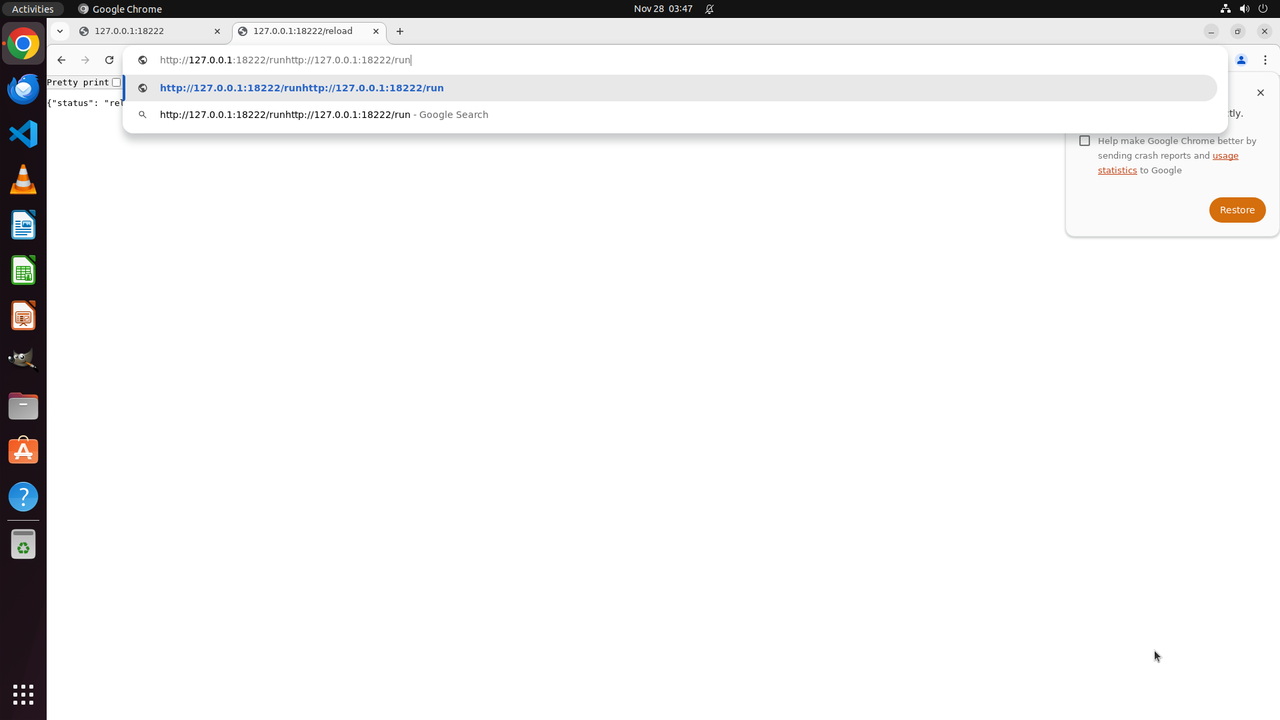 Activities
Google Chrome
Nov 28 03:47
127.0.0.1:18222
127.0.0.1:18222/reload
http://127.0.0.1:18222/runhttp://127.0.0.1:18222/run
http://127.0.0.1:18222/runhttp://127.0.0.1:18222/run
http://127.0.0.1:18222/runhttp://127.0.0.1:18222/run - Google Search
Pretty print
{"status": "rel
tly.
Help make Google Chrome better by
sending crash reports and usage
statistics to Google
Restore